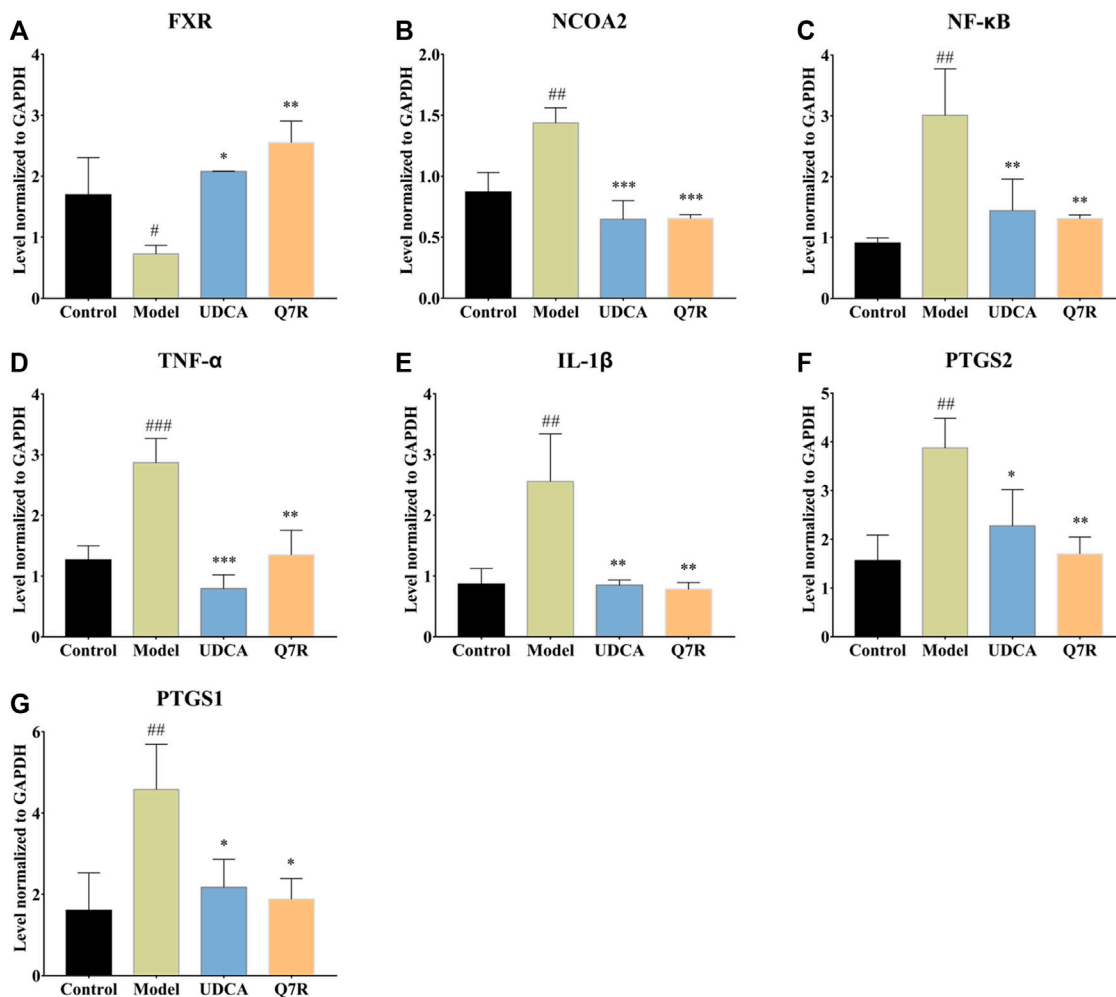 A
FXR
Level normalized to GAPDH
4
3
2
1
0
#
*
**
Control Model UDCA Q7R
B
NCOA2
Level normalized to GAPDH
2.0
1.5
1.0
0.5
0.0
##
***
***
Control Model UDCA Q7R
C
NF-κB
Level normalized to GAPDH
4
3
2
1
0
##
**
**
Control Model UDCA Q7R
D
TNF-α
Level normalized to GAPDH
4
3
2
1
0
###
***
**
Control Model UDCA Q7R
E
IL-1β
Level normalized to GAPDH
4
3
2
1
0
##
**
**
Control Model UDCA Q7R
F
PTGS2
Level normalized to GAPDH
5
4
3
2
1
0
##
*
**
Control Model UDCA Q7R
G
PTGS1
Level normalized to GAPDH
6
4
2
0
##
*
*
Control Model UDCA Q7R